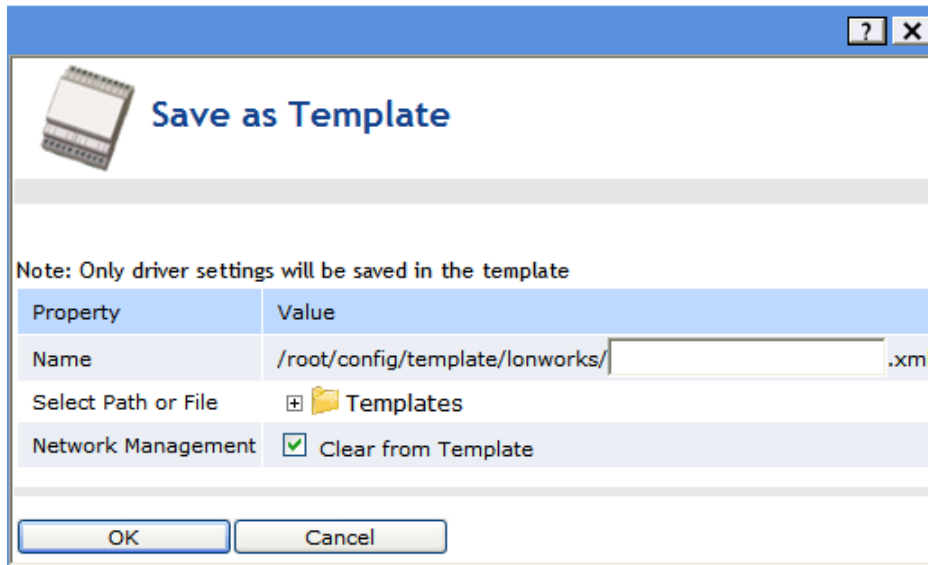 ?
Save as Template
Note: Only driver settings will be saved in the template
Property Value
Name /root/config/template/lonworks/ .xm
Select Path or File Templates
Network Management Clear from Template
OK Cancel